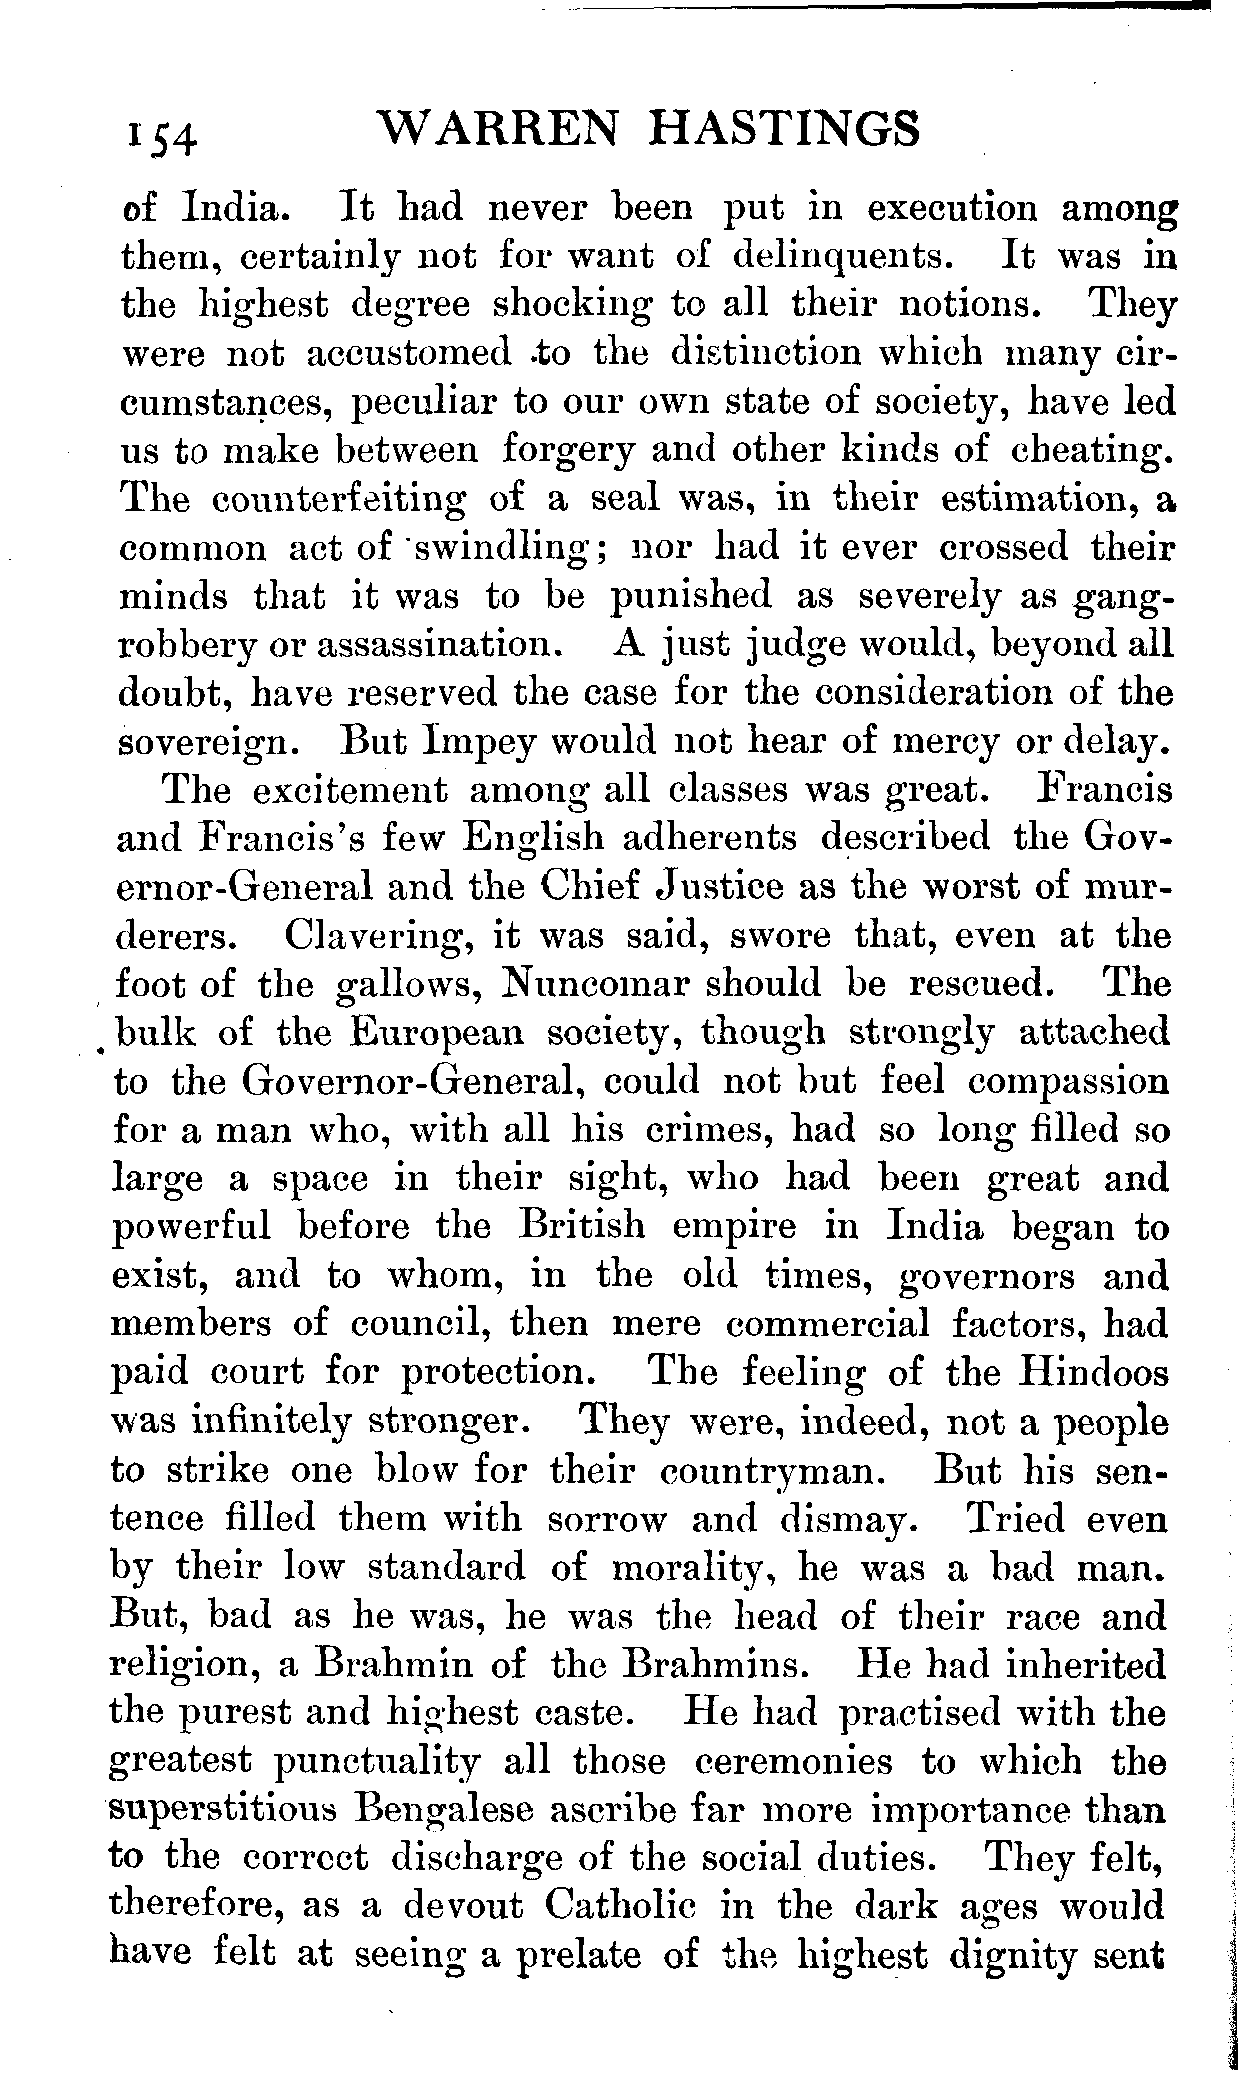 154 WARREN HASTINGS
of India. It had never been put in execution among
them, certainly not for want of delinquents. It was in
the highest degree shocking to all their notions. They
were not accustomed to the distinction which many cir-
cumstances, peculiar to our own state of society, have led
us to make between forgery and other kinds of cheating.
The counterfeiting of a seal was, in their estimation, a
common act of swindling; nor had it ever crossed their
minds that it was to be punished as severely as gang-
robbery or assassination. A just judge would, beyond all
doubt, have reserved the case for the consideration of the
sovereign. But Impey would not hear of mercy or delay.
The excitement among all classes was great. Francis
and Francis's few English adherents described the Gov-
ernor-General and the Chief Justice as the worst of mur-
derers. Clavering, it was said, swore that, even at the
foot of the gallows, Nuncomar should be rescued. The
bulk of the European society, though strongly attached
to the Governor-General, could not but feel compassion
for a man who, with all his crimes, had so long filled so
large a space in their sight, who had been great and
powerful before the British empire in India began to
exist, and to whom, in the old times, governors and
members of council, then mere commercial factors, had
paid court for protection. The feeling of the Hindoos
was infinitely stronger. They were, indeed, not a people
to strike one blow for their countryman. But his sen-
tence filled them with sorrow and dismay. Tried even
by their low standard of morality, he was a bad man.
But, bad as he was, he was the head of their race and
religion, a Brahmin of the Brahmins. He had inherited
the purest and highest caste. He had practised with the
greatest punctuality all those ceremonies to which the
superstitious Bengalese ascribe far more importance than
to the correct discharge of the social duties. They felt,
therefore, as a devout Catholic in the dark ages would
have felt at seeing a prelate of the highest dignity sent